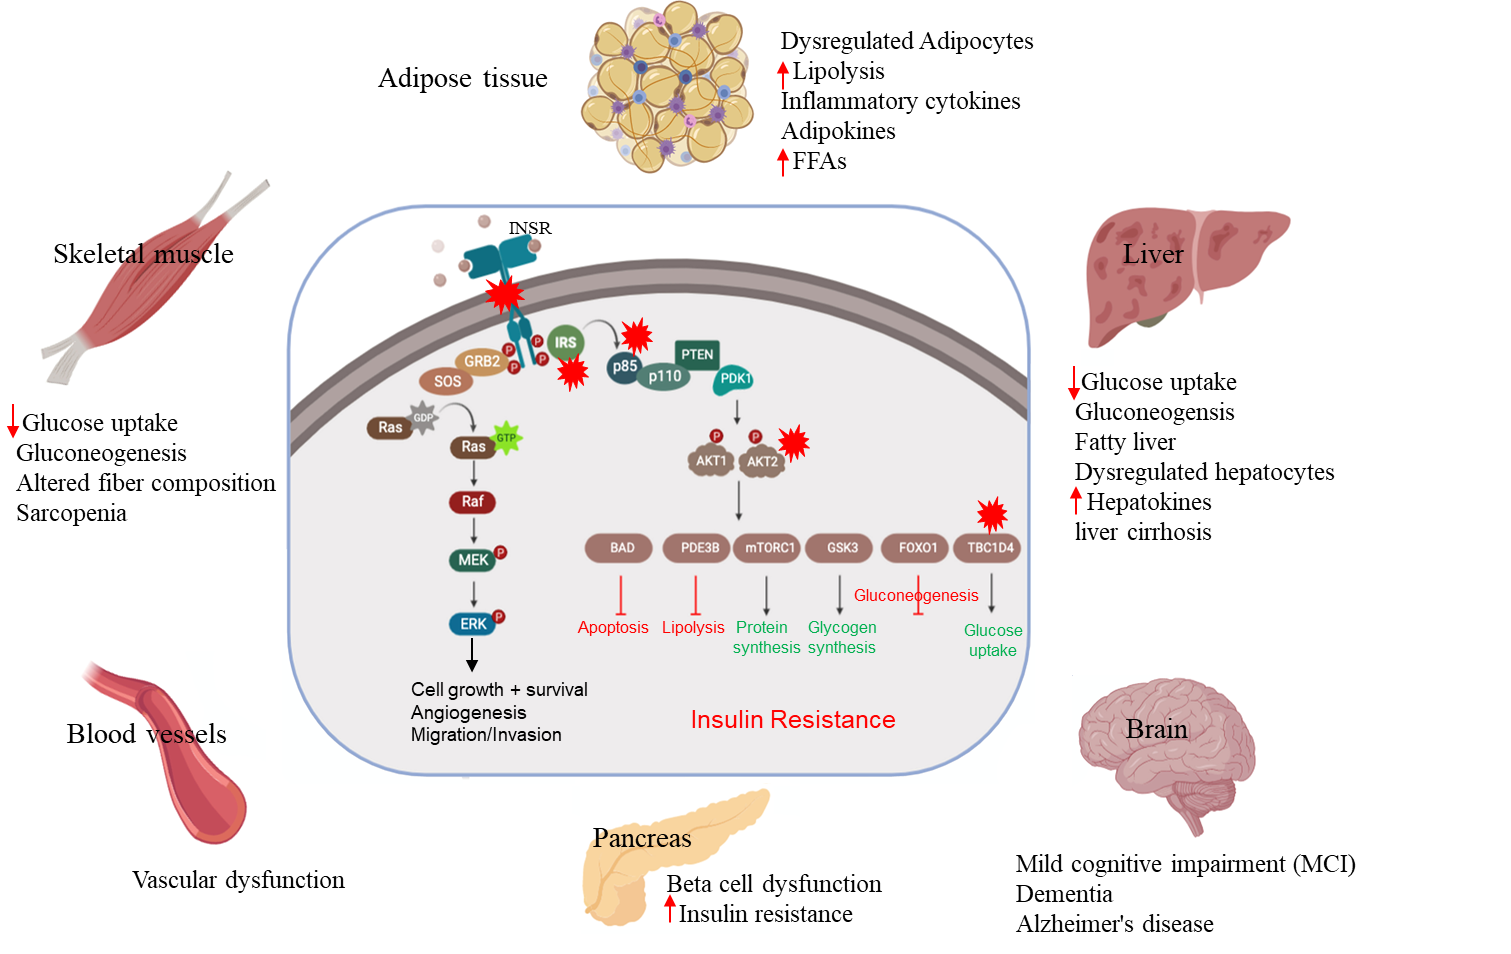 Adipose tissue
Dysregulated Adipocytes
Lipolysis
Inflammatory cytokines
Adipokines
FFAs
Skeletal muscle
Glucose uptake
Gluconeogenesis
Altered fiber composition
Sarcopenia
Liver
Glucose uptake
Gluconeogensis
Fatty liver
Dysregulated hepatocytes
Hepatokines
liver cirrhosis
INSR
P
P
P
P
IRS
GRB2
SOS
p85
p110
PTEN
PDK1
Ras
GDP
Ras
GTP
Raf
MEK
P
ERK
P
Cell growth + survival
Angiogenesis
Migration/Invasion
P
P
AKT1
AKT2
BAD
PDE3B
mTORC1
GSK3
FOXO1
TBC1D4
Apoptosis
Lipolysis
Protein
synthesis
Glycogen
synthesis
Gluconeogenesis
Glucose
uptake
Insulin Resistance
Blood vessels
Vascular dysfunction
Pancreas
Beta cell dysfunction
Insulin resistance
Brain
Mild cognitive impairment (MCI)
Dementia
Alzheimer's disease